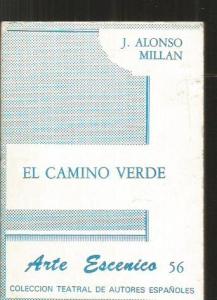 J. ALONSO
MILLAN
EL CAMINO VERDE
Arte Escenico 56
COLECCION TEATRAL DE AUTORES ESPAÑOLES